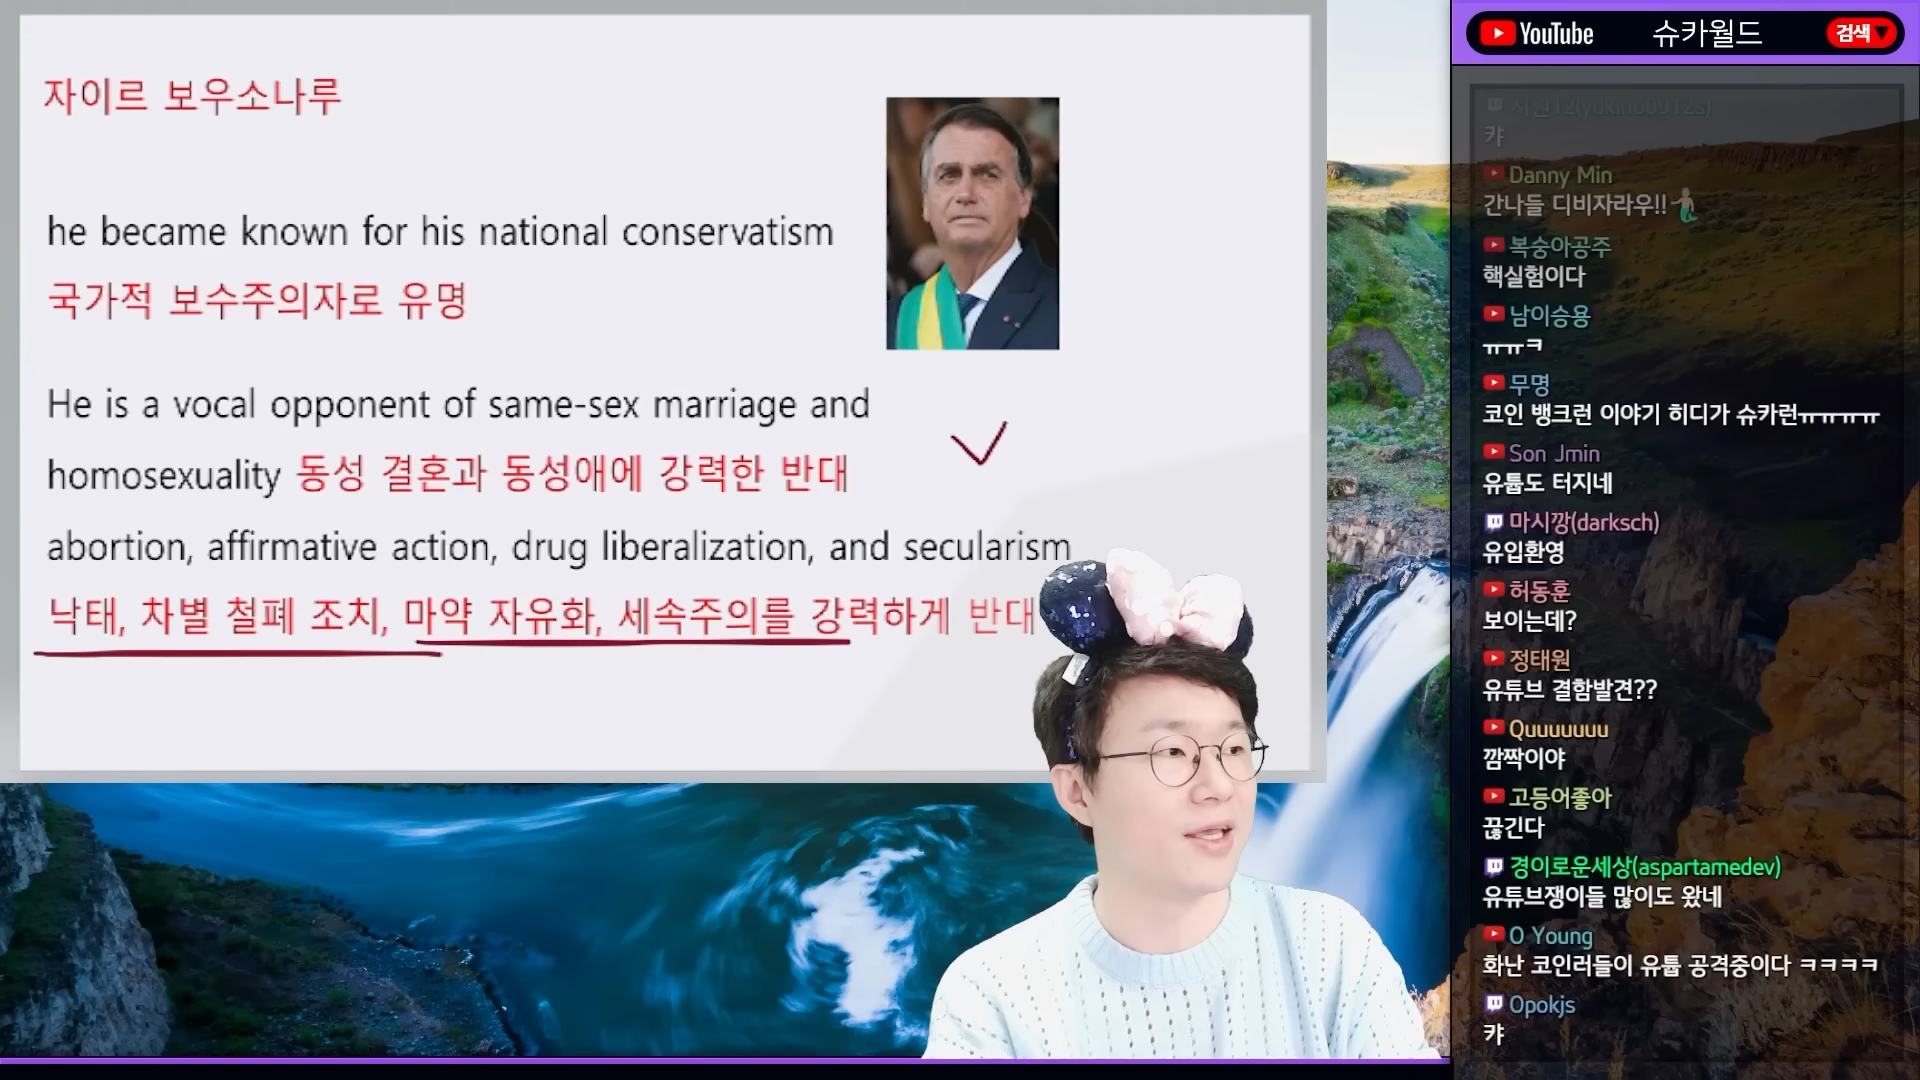 자이르 보우소나루
he became known for his national conservatism
국가적 보수주의자로 유명
He is a vocal opponent of same-sex marriage and
homosexuality 동성 결혼과 동성애에 강력한 반대
abortion, affirmative action, drug liberalization, and secularism
낙태, 차별 철폐 조치, 마약 자유화, 세속주의를 강력하게 반대
YouTube 슈카월드 검색▼
시원12(yukino0912s)
캬
Danny Min
간나들 디비자라우!!
복숭아공주
핵실험이다
남이승용
ㅠㅠㅋ
무명
코인 뱅크런 이야기 히디가 슈카런ㅠㅠㅠㅠ
Son Jmin
유튭도 터지네
마시깡(darksch)
유입환영
허동훈
보이는데?
정태원
유튜브 결함발견??
Quuuuuuu
깜짝이야
고등어좋아
끊긴다
경이로운세상(aspartamedev)
유튜브쟁이들 많이도 왔네
O Young
화난 코인러들이 유튭 공격중이다 ㅋㅋㅋㅋ
Opokjs
캬